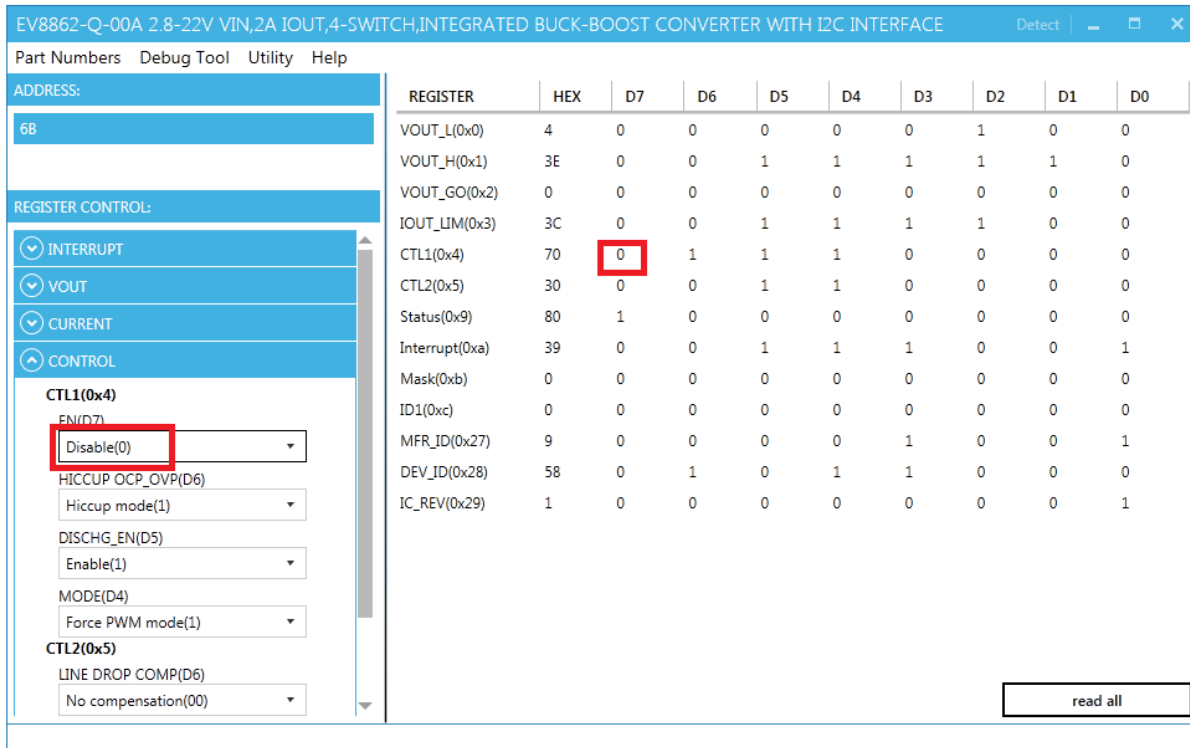 EV8862-Q-00A 2.8-22V VIN,2A IOUT,4-SWITCH,INTEGRATED BUCK-BOOST CONVERTER WITH I2C INTERFACE Detect
Part Numbers Debug Tool Utility Help
ADDRESS:
6B
REGISTER CONTROL:
INTERRUPT
VOUT
CURRENT
CONTROL
CTL1(0x4)
EN(D7)
Disable(0)
HICCUP OCP_OVP(D6)
Hiccup mode(1)
DISCHG_EN(D5)
Enable(1)
MODE(D4)
Force PWM mode(1)
CTL2(0x5)
LINE DROP COMP(D6)
No compensation(00)
REGISTER HEX D7 D6 D5 D4 D3 D2 D1 D0
VOUT_L(0x0) 4 0 0 0 0 0 1 0 0
VOUT_H(0x1) 3E 0 0 1 1 1 1 1 0
VOUT_GO(0x2) 0 0 0 0 0 0 0 0 0
IOUT_LIM(0x3) 3C 0 0 1 1 1 1 0 0
CTL1(0x4) 70 0 1 1 1 0 0 0 0
CTL2(0x5) 30 0 0 1 1 0 0 0 0
Status(0x9) 80 1 0 0 0 0 0 0 0
Interrupt(0xa) 39 0 0 1 1 1 0 0 1
Mask(0xb) 0 0 0 0 0 0 0 0 0
ID1(0xc) 0 0 0 0 0 0 0 0 0
MFR_ID(0x27) 9 0 0 0 0 1 0 0 1
DEV_ID(0x28) 58 0 1 0 1 1 0 0 0
IC_REV(0x29) 1 0 0 0 0 0 0 0 1
read all